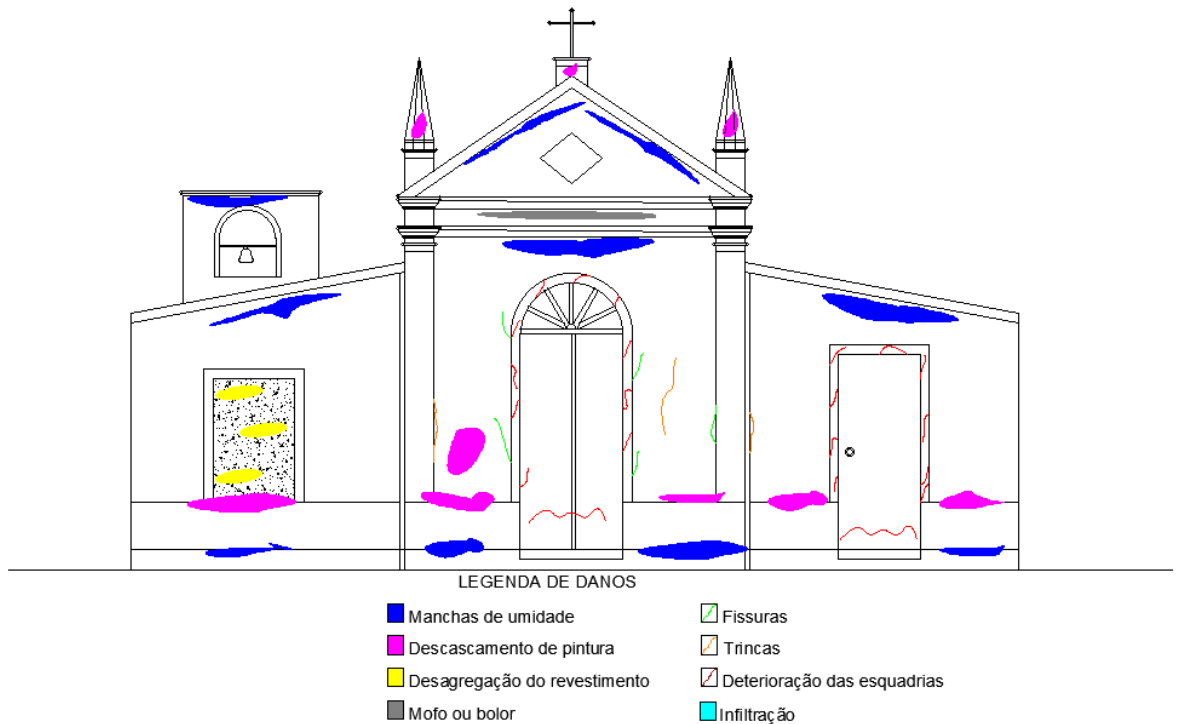 LEGENDA DE DANOS
Manchas de umidade
Descascamento de pintura
Desagregação do revestimento
Mofo ou bolor
Fissuras
Trincas
Deterioração das esquadrias
Infiltração